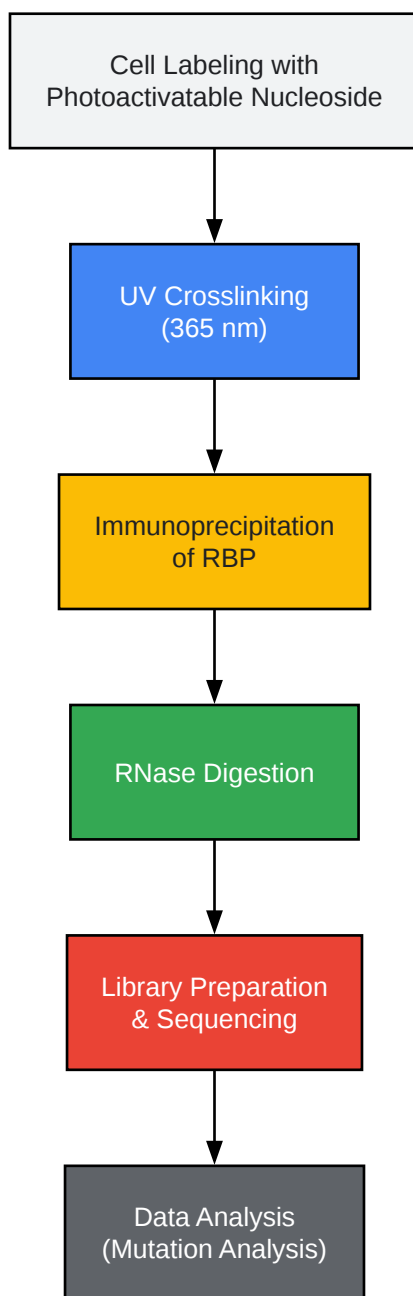 Cell Labeling with
Photoactivatable Nucleoside
UV Crosslinking
(365 nm)
Immunoprecipitation
of RBP
RNase Digestion
Library Preparation
& Sequencing
Data Analysis
(Mutation Analysis)